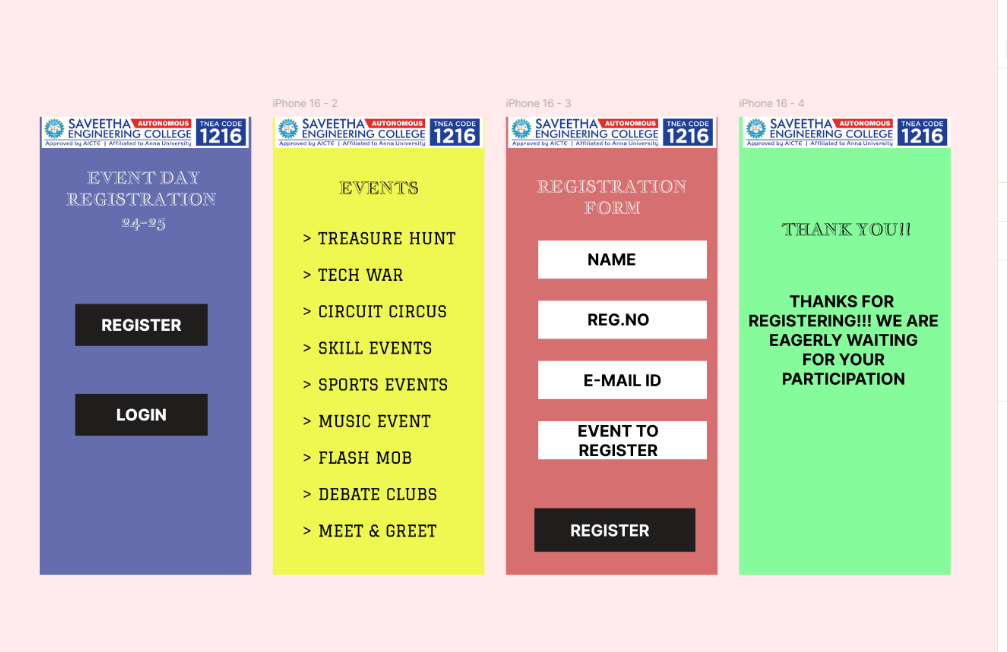 SAVEETHA AUTONOMOUS
ENGINEERING COLLEGE
Approved by AICTE | Affiliated to Anna University
TNEA CODE
1216
EVENT DAY
REGISTRATION
24-25
REGISTER
LOGIN
iPhone 16 - 2
SAVEETHA AUTONOMOUS
ENGINEERING COLLEGE
Approved by AICTE | Affiliated to Anna University
TNEA CODE
1216
EVENTS
> TREASURE HUNT
> TECH WAR
> CIRCUIT CIRCUS
> SKILL EVENTS
> SPORTS EVENTS
> MUSIC EVENT
> FLASH MOB
> DEBATE CLUBS
> MEET & GREET
iPhone 16 - 3
SAVEETHA AUTONOMOUS
ENGINEERING COLLEGE
Approved by AICTE | Affiliated to Anna University
TNEA CODE
1216
REGISTRATION
FORM
NAME
REG.NO
E-MAIL ID
EVENT TO
REGISTER
REGISTER
iPhone 16 - 4
SAVEETHA AUTONOMOUS
ENGINEERING COLLEGE
Approved by AICTE | Affiliated to Anna University
TNEA CODE
1216
THANK YOU!!
THANKS FOR
REGISTERING!!! WE ARE
EAGERLY WAITING
FOR YOUR
PARTICIPATION